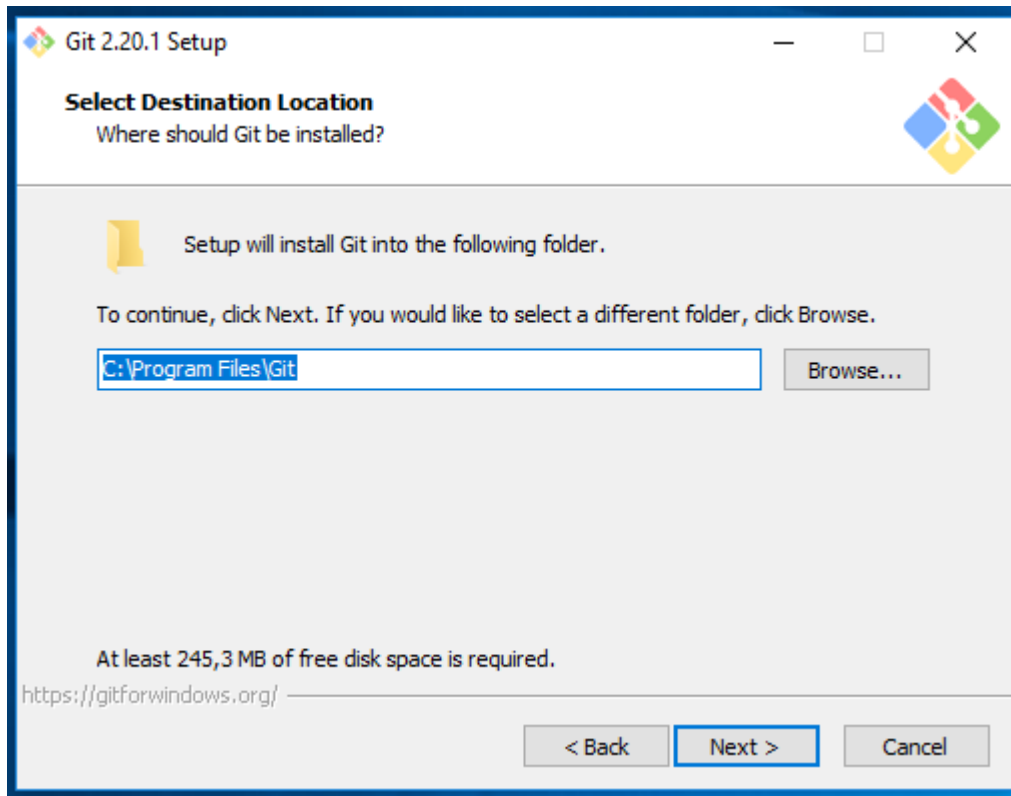 Git 2.20.1 Setup
Select Destination Location
Where should Git be installed?
Setup will install Git into the following folder.
To continue, click Next. If you would like to select a different folder, click Browse.
C:\Program Files\Git
Browse...
At least 245,3 MB of free disk space is required.
https://gitforwindows.org/
< Back
Next >
Cancel